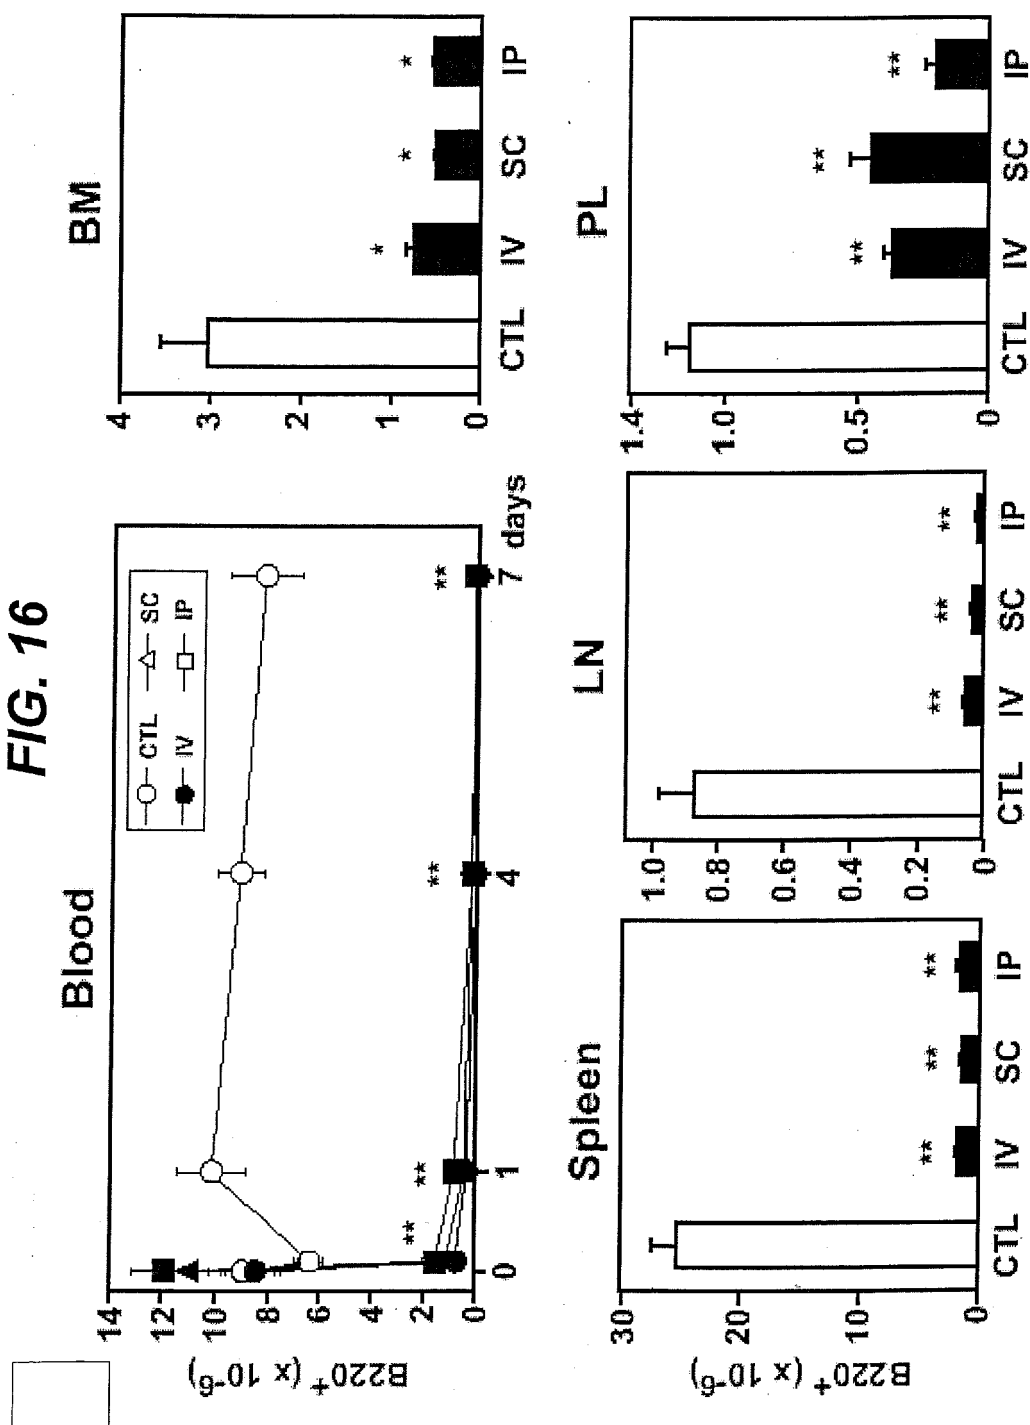 FIG. 16
Blood
B220+ (x 10-6)
14
12
10
8
6
4
2
0
CTL
SC
IV
IP
**
**
**
**
0
1
4
7 days
BM
4
3
2
1
0
*
*
*
CTL
IV
SC
IP
Spleen
B220+ (x 10-6)
30
20
10
0
**
**
**
CTL
IV
SC
IP
LN
1.0
0.8
0.6
0.4
0.2
0
**
**
**
CTL
IV
SC
IP
PL
1.4
1.0
0.5
0
**
**
**
CTL
IV
SC
IP